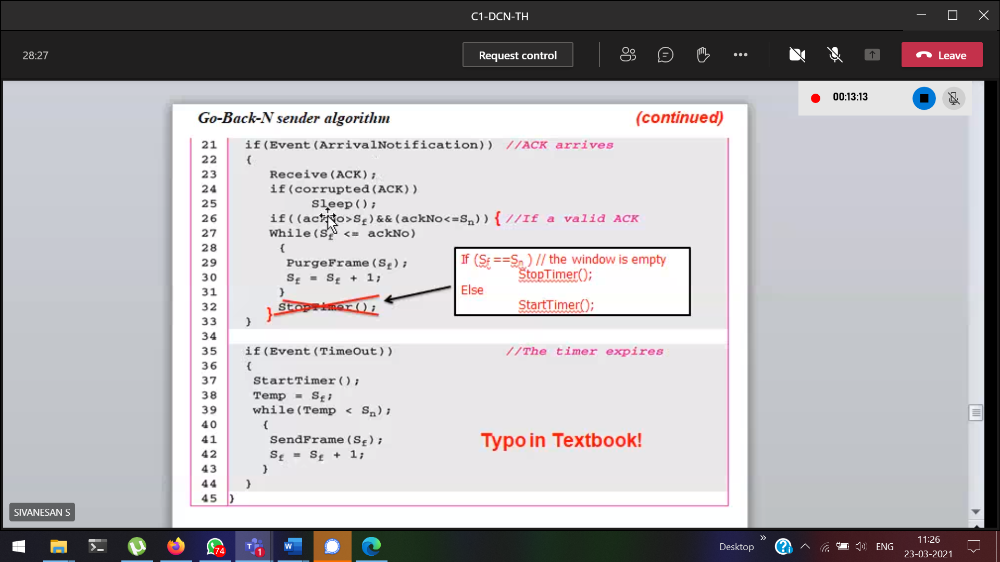 C1-DCN-TH
28:27
Request control
Leave
00:13:13
Go-Back-N sender algorithm
(continued)
21 if(Event(ArrivalNotification)) //ACK arrives
22 {
23 Receive(ACK);
24 if(corrupted(ACK))
25 Sleep();
26 if((ackNo>Sf)&&(ackNo<=Sn)) { //If a valid ACK
27 While(Sf <= ackNo)
28 {
29 PurgeFrame(Sf);
30 Sf = Sf + 1;
31 }
32 StopTimer();
}
33 }
34
If (Sf ==Sn ) // the window is empty
StopTimer();
Else
StartTimer();
35 if(Event(TimeOut)) //The timer expires
36 {
37 StartTimer();
38 Temp = Sf;
39 while(Temp < Sn);
40 {
41 SendFrame(Sf);
42 Sf = Sf + 1;
43 }
44 }
45 }
Typo in Textbook!
SIVANESAN S
74
T
1
W
Desktop
ENG
11:26
23-03-2021